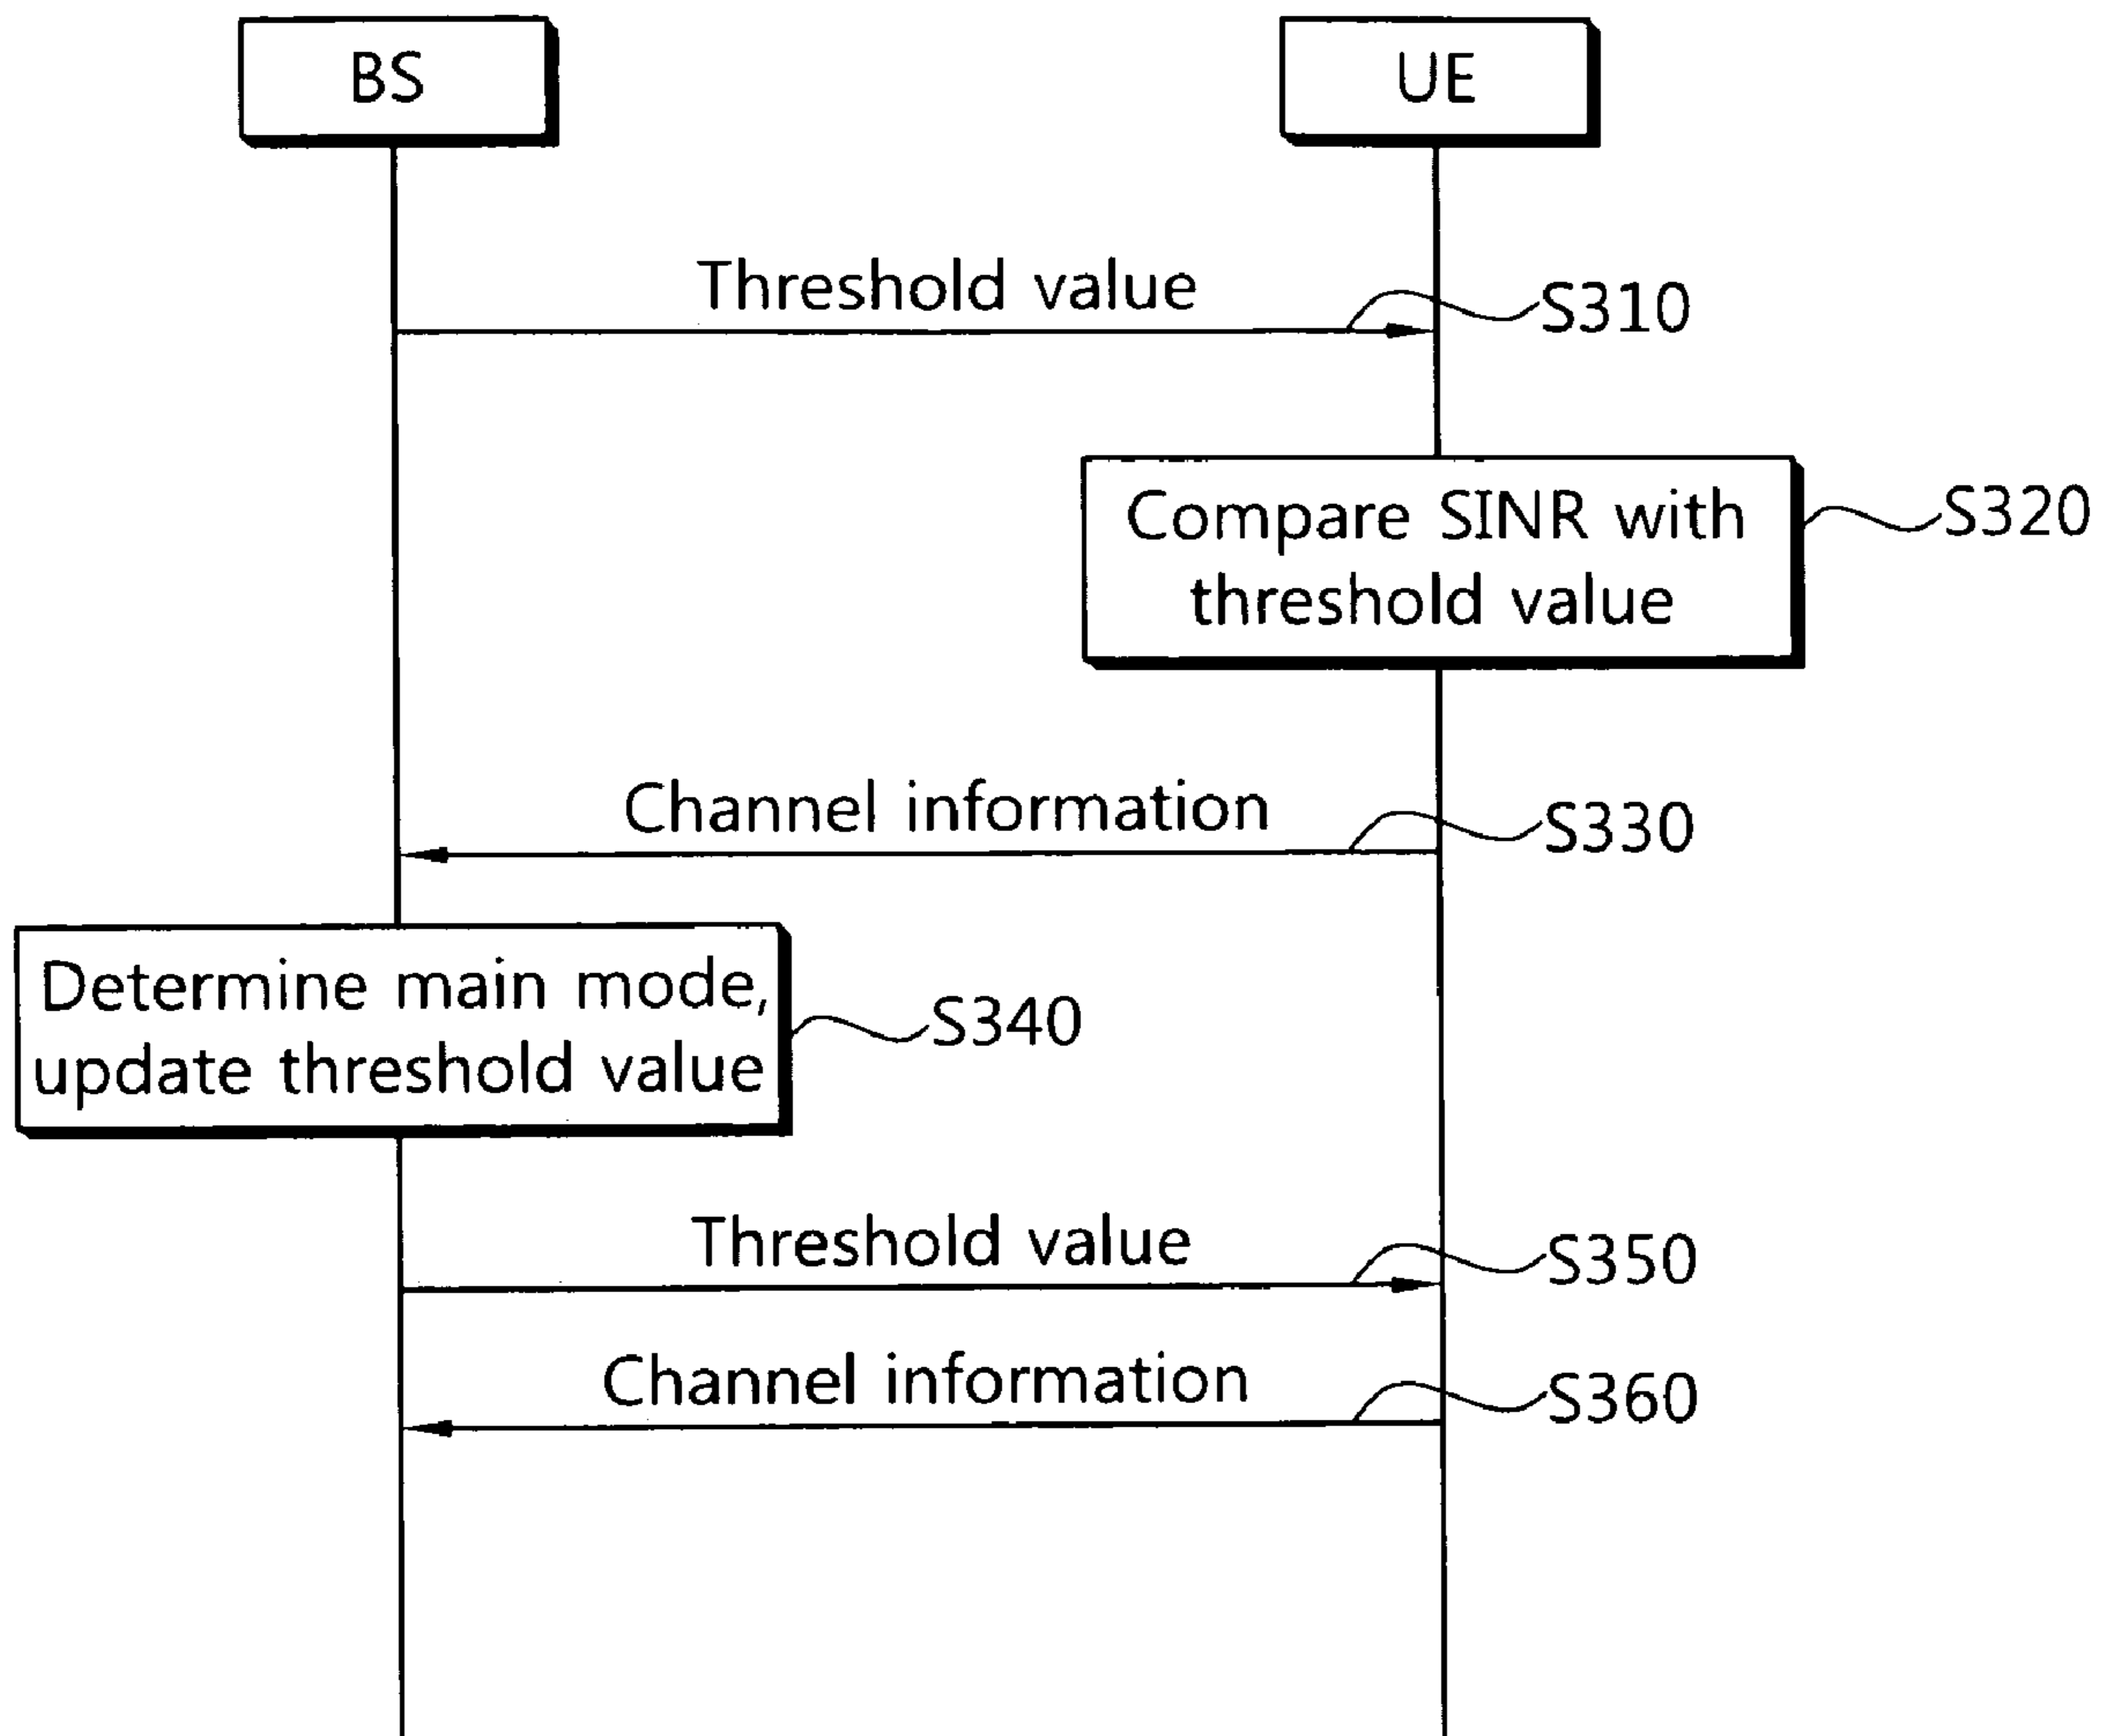 BS
UE
Threshold value
S310
Compare SINR with
threshold value
S320
Channel information
S330
Determine main mode,
update threshold value
S340
Threshold value
S350
Channel information
S360